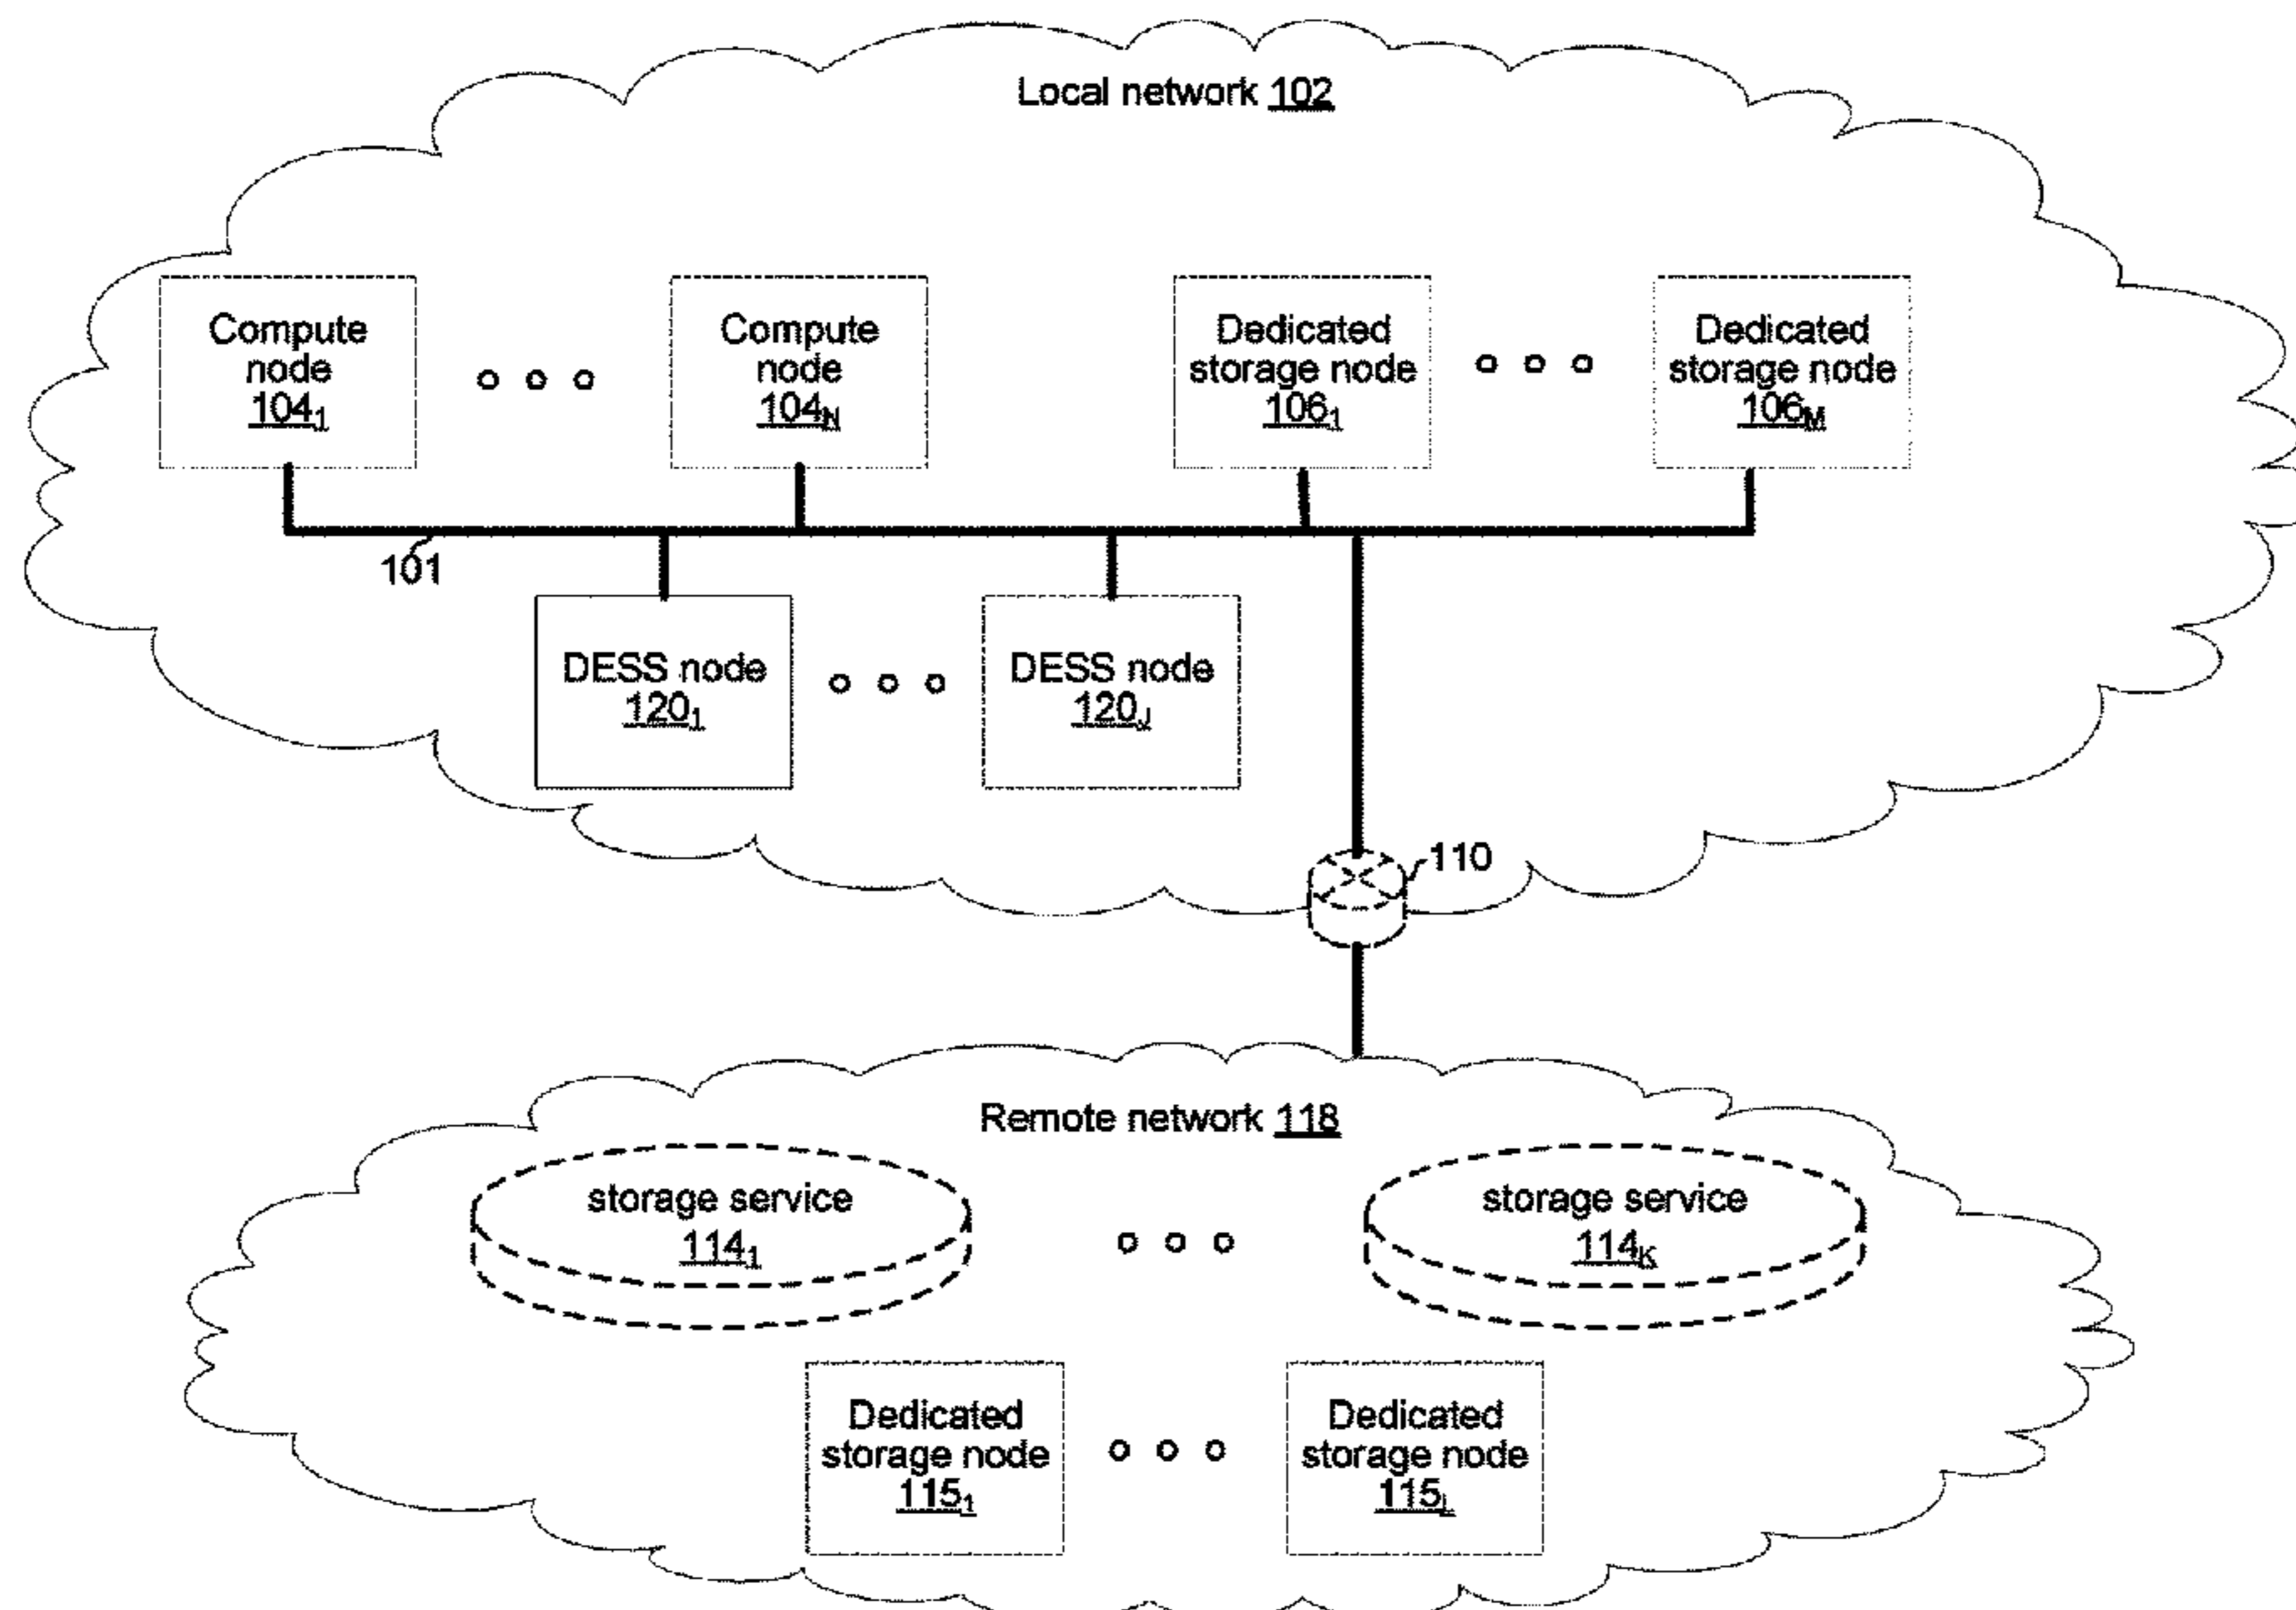 Local network 102
Compute
node
104₁
Compute
node
104N
Dedicated
storage node
106₁
Dedicated
storage node
106M
101
DESS node
120₁
DESS node
120J
110
Remote network 118
storage service
114₁
storage service
114K
Dedicated
storage node
115₁
Dedicated
storage node
115L